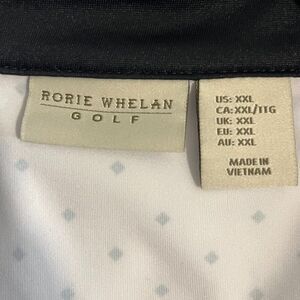 RORIE WHELAN
GOLF
US: XXL
CA: XXL/TTG
UK: XXL
EU: XXL
AU: XXL
MADE IN
VIETNAM